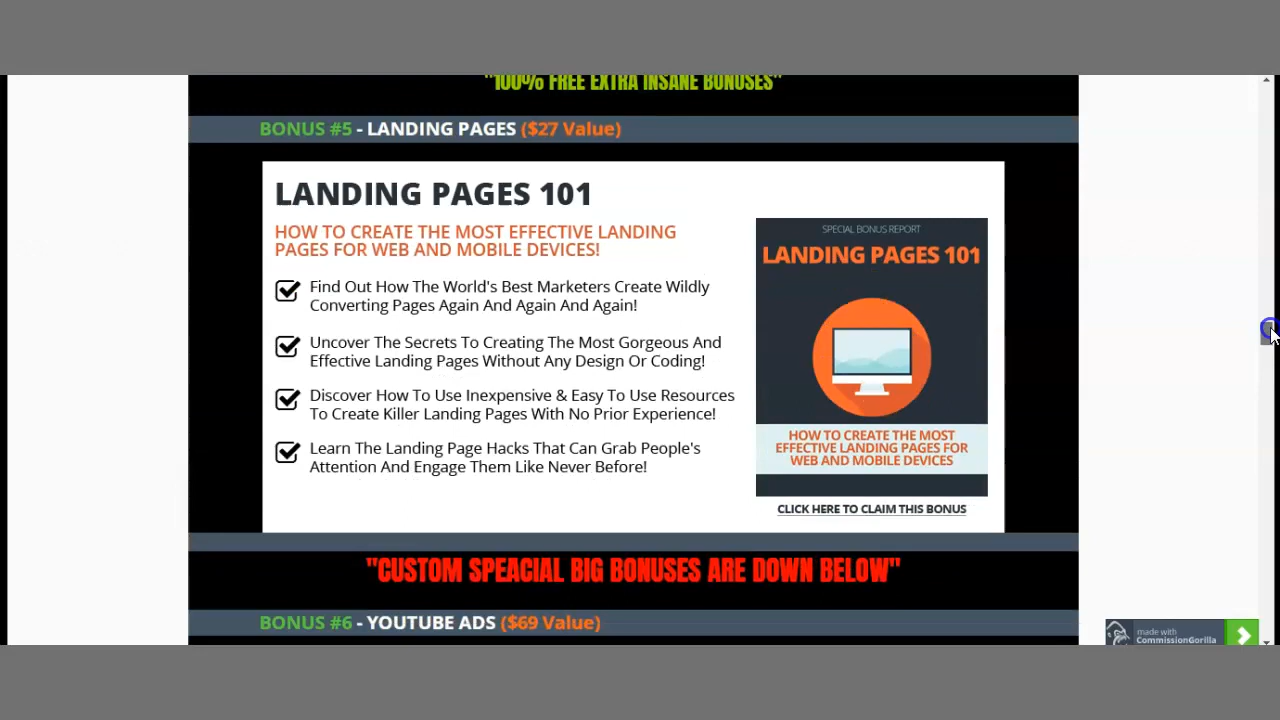 "100% FREE EXTRA INSANE BONUSES"
BONUS #5 - LANDING PAGES ($27 Value)
LANDING PAGES 101
HOW TO CREATE THE MOST EFFECTIVE LANDING
PAGES FOR WEB AND MOBILE DEVICES!
Find Out How The World's Best Marketers Create Wildly
Converting Pages Again And Again And Again!
Uncover The Secrets To Creating The Most Gorgeous And
Effective Landing Pages Without Any Design Or Coding!
Discover How To Use Inexpensive & Easy To Use Resources
To Create Killer Landing Pages With No Prior Experience!
Learn The Landing Page Hacks That Can Grab People's
Attention And Engage Them Like Never Before!
SPECIAL BONUS REPORT
LANDING PAGES 101
HOW TO CREATE THE MOST
EFFECTIVE LANDING PAGES FOR
WEB AND MOBILE DEVICES
CLICK HERE TO CLAIM THIS BONUS
"CUSTOM SPEACIAL BIG BONUSES ARE DOWN BELOW"
BONUS #6 - YOUTUBE ADS ($69 Value)
made with
CommissionGorilla